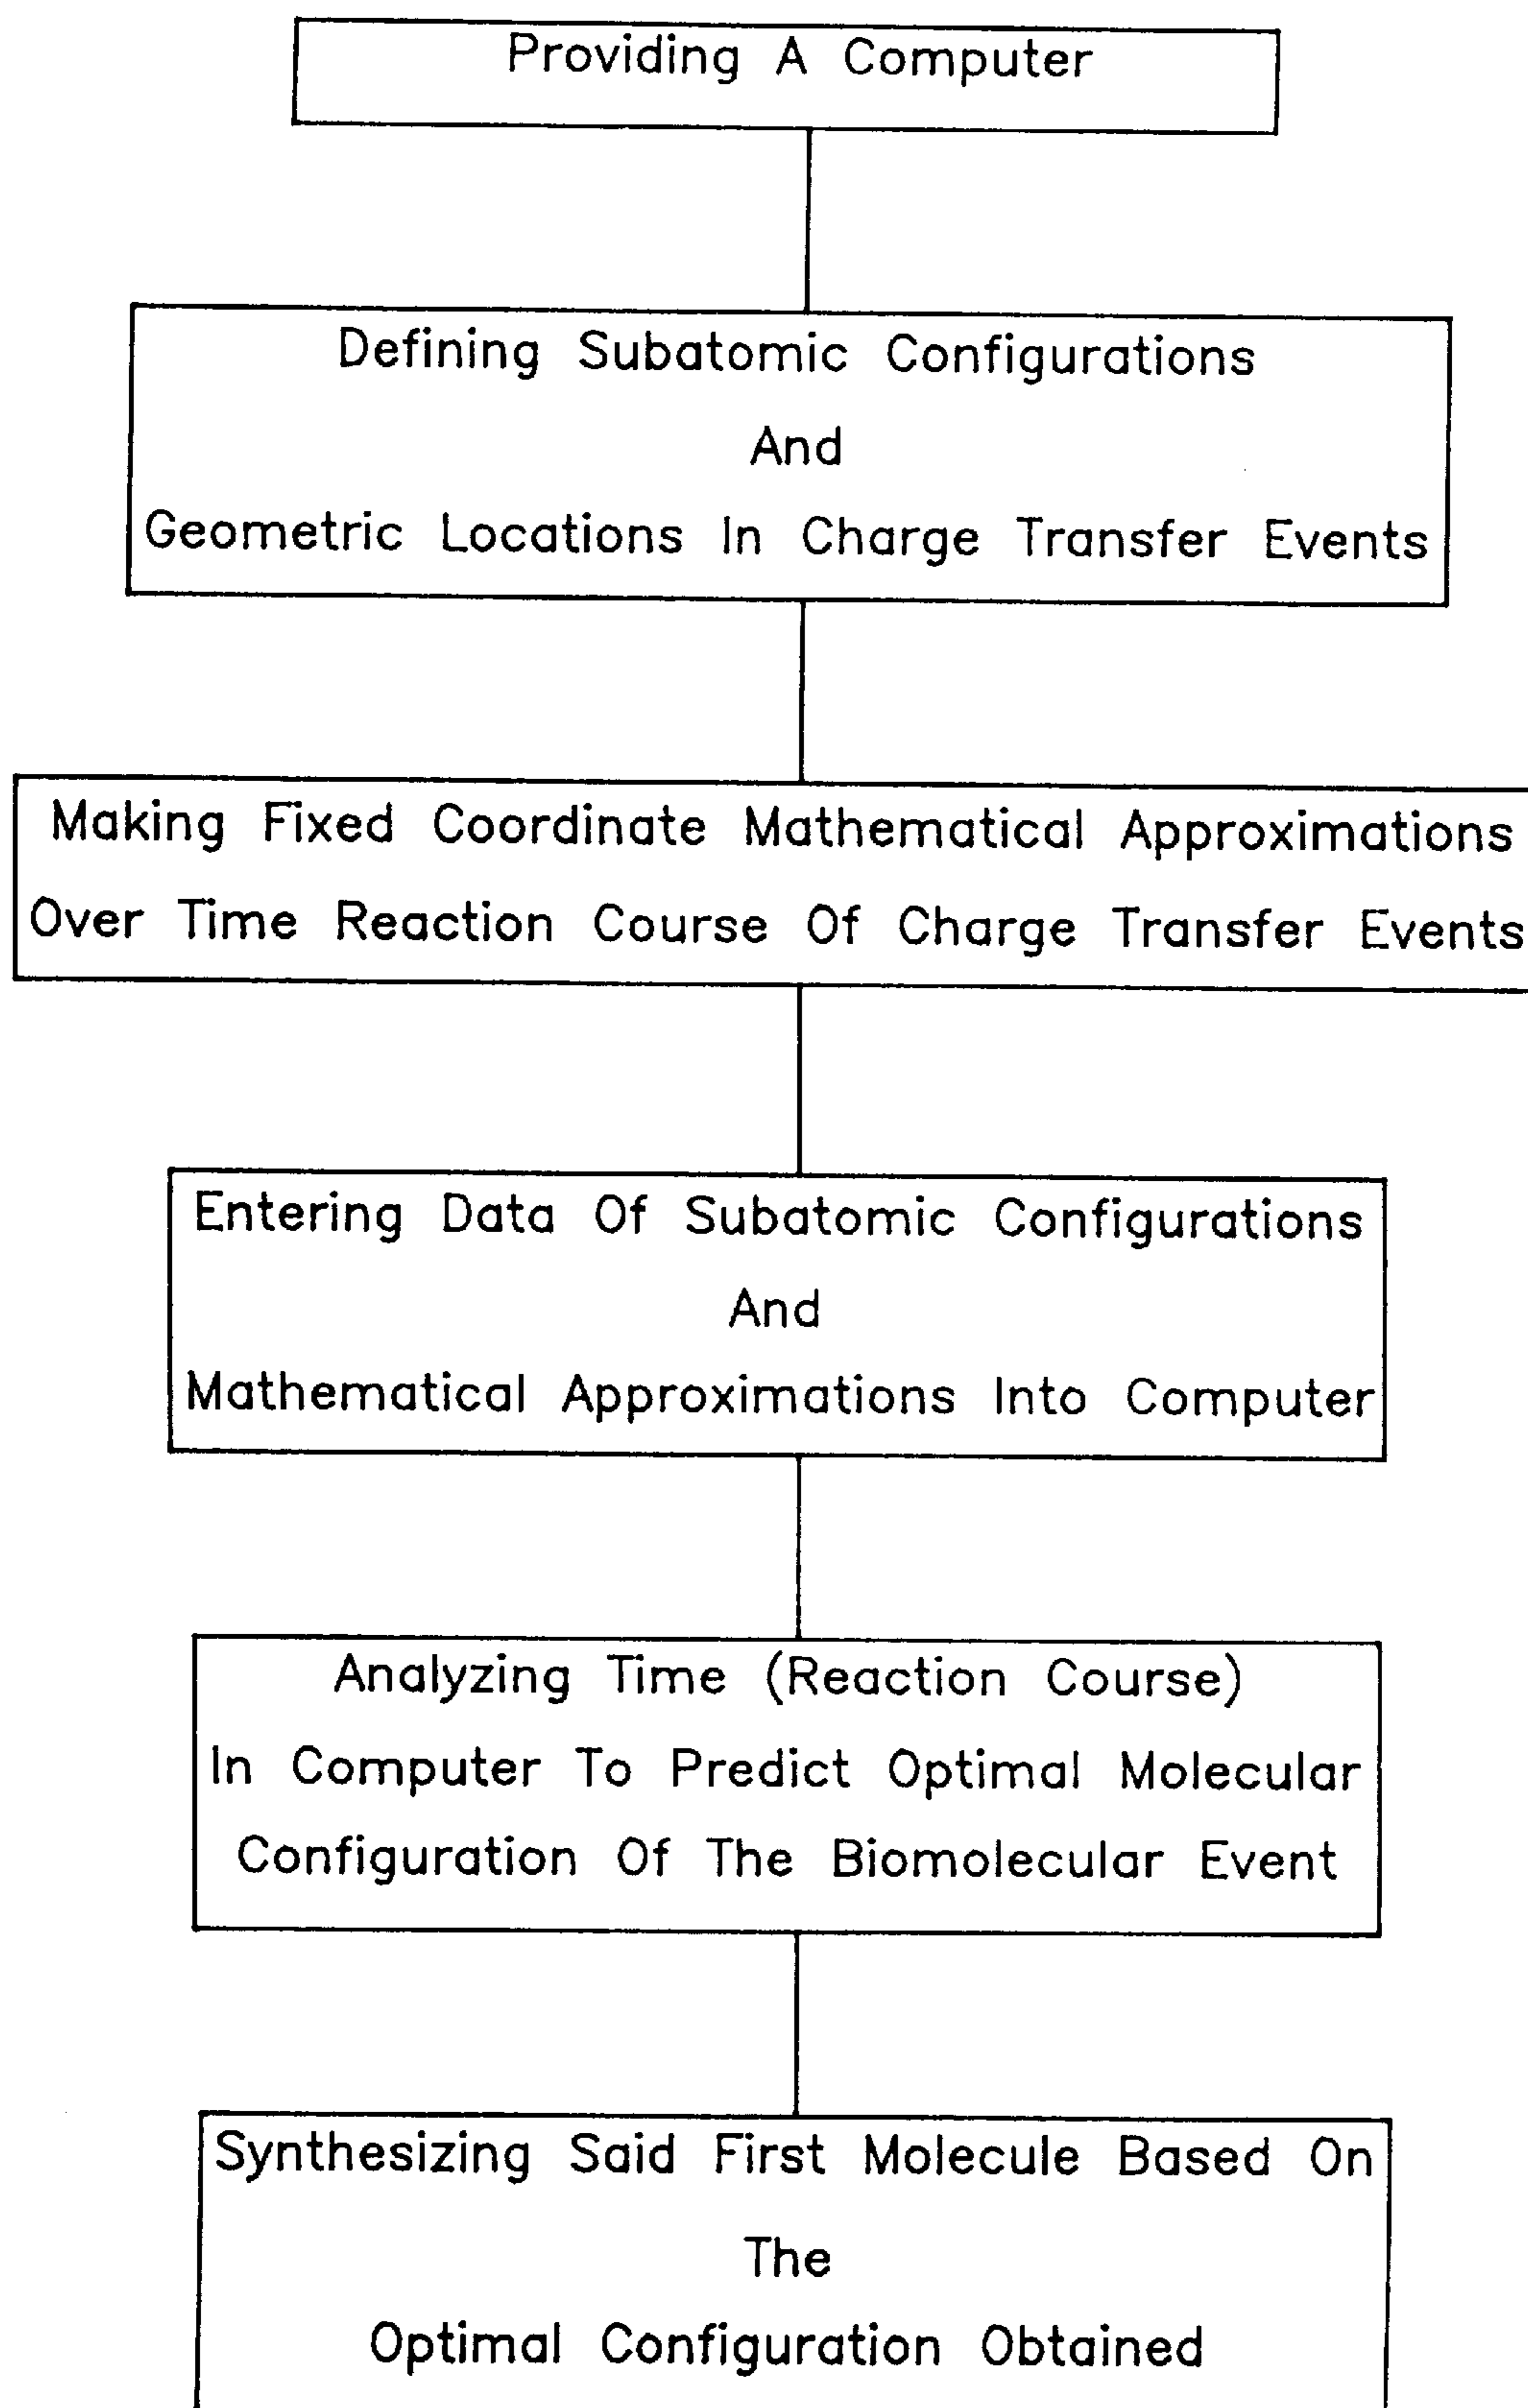 Providing A Computer
Defining Subatomic Configurations
And
Geometric Locations In Charge Transfer Events
Making Fixed Coordinate Mathematical Approximations
Over Time Reaction Course Of Charge Transfer Events
Entering Data Of Subatomic Configurations
And
Mathematical Approximations Into Computer
Analyzing Time (Reaction Course)
In Computer To Predict Optimal Molecular
Configuration Of The Biomolecular Event
Synthesizing Said First Molecule Based On
The
Optimal Configuration Obtained